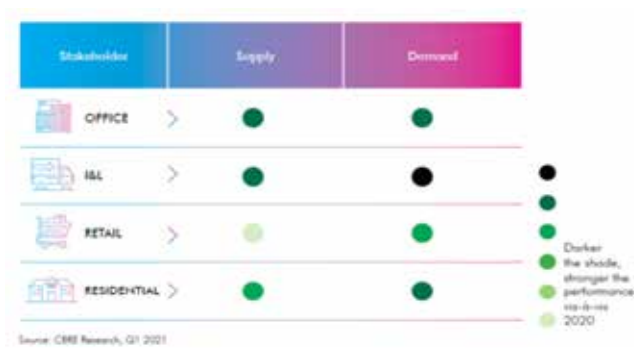 Stakeholder Supply Demand
OFFICE
I&L
RETAIL
RESIDENTIAL
Darker
the shade,
stronger the
performance
vis-à-vis
2020
Source: CBRE Research, Q1 2021